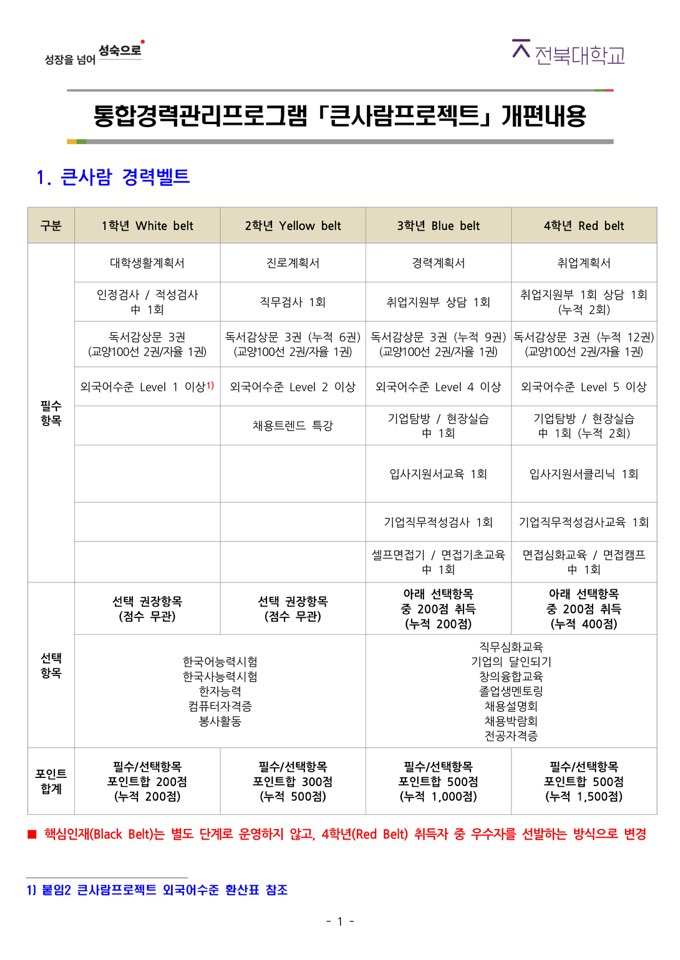 성장을 넘어 성숙으로
전북대학교
통합경력관리프로그램 「큰사람프로젝트」 개편내용
1. 큰사람 경력벨트
구분 1학년 White belt 2학년 Yellow belt 3학년 Blue belt 4학년 Red belt
필수
항목
대학생활계획서 진로계획서 경력계획서 취업계획서
인정검사 / 적성검사
中 1회
직무검사 1회
취업지원부 상담 1회
취업지원부 1회 상담 1회
(누적 2회)
독서감상문 3권
(교양100선 2권/자율 1권)
독서감상문 3권 (누적 6권)
(교양100선 2권/자율 1권)
독서감상문 3권 (누적 9권)
(교양100선 2권/자율 1권)
독서감상문 3권 (누적 12권)
(교양100선 2권/자율 1권)
외국어수준 Level 1 이상1) 외국어수준 Level 2 이상 외국어수준 Level 4 이상 외국어수준 Level 5 이상
채용트렌드 특강
기업탐방 / 현장실습
中 1회
기업탐방 / 현장실습
中 1회 (누적 2회)
입사지원서교육 1회 입사지원서클리닉 1회
기업직무적성검사 1회 기업직무적성검사교육 1회
셀프면접기 / 면접기초교육
中 1회
면접심화교육 / 면접캠프
中 1회
선택
항목
선택 권장항목
(점수 무관)
선택 권장항목
(점수 무관)
아래 선택항목
중 200점 취득
(누적 200점)
아래 선택항목
중 200점 취득
(누적 400점)
한국어능력시험
한국사능력시험
한자능력
컴퓨터자격증
봉사활동
직무심화교육
기업의 달인되기
창의융합교육
졸업생멘토링
채용설명회
채용박람회
전공자격증
포인트
합계
필수/선택항목
포인트합 200점
(누적 200점)
필수/선택항목
포인트합 300점
(누적 500점)
필수/선택항목
포인트합 500점
(누적 1,000점)
필수/선택항목
포인트합 500점
(누적 1,500점)
■ 핵심인재(Black Belt)는 별도 단계로 운영하지 않고, 4학년(Red Belt) 취득자 중 우수자를 선발하는 방식으로 변경
1) 붙임2 큰사람프로젝트 외국어수준 환산표 참조
- 1 -